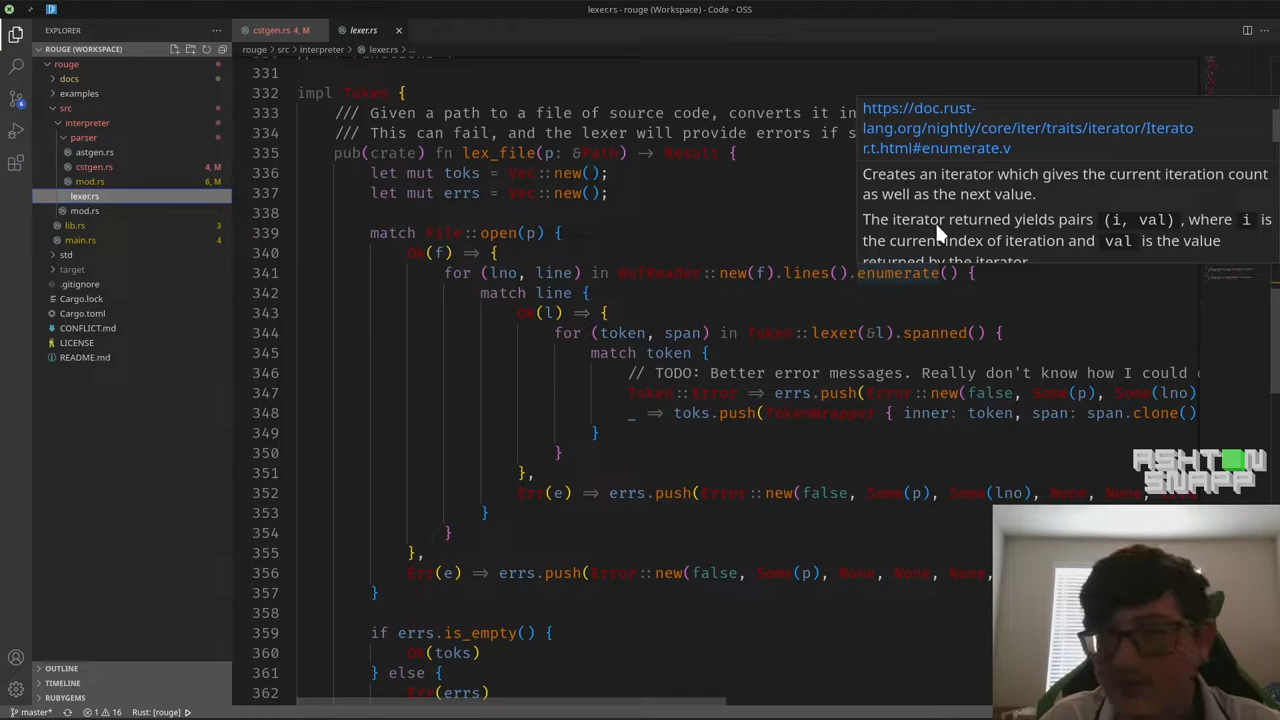 lexer.rs - rouge (Workspace) - Code - OSS
EXPLORER
ROUGE (WORKSPACE)
rouge
docs
examples
src
interpreter
parser
astgen.rs
cstgen.rs 4, M
mod.rs 6, M
lexer.rs
mod.rs
lib.rs 3
main.rs 4
std
target
.gitignore
Cargo.lock
Cargo.toml
CONFLICT.md
LICENSE
README.md
OUTLINE
TIMELINE
RUBYGEMS
6
cstgen.rs 4, M
lexer.rs
rouge > src > interpreter > lexer.rs > ...
331
332 impl Token {
333 /// Given a path to a file of source code, converts it in
334 /// This can fail, and the lexer will provide errors if s
335 pub(crate) fn lex_file(p: &Path) → Result {
336 let mut toks = Vec::new();
337 let mut errs = Vec::new();
338
339 match File::open(p) {
340 Ok(f) ⇒ {
341 for (lno, line) in BufReader::new(f).lines().enumerate() {
342 match line {
343 Ok(l) ⇒ {
344 for (token, span) in Token::lexer(&l).spanned() {
345 match token {
346 // TODO: Better error messages. Really don't know how I could
347 Token::Error ⇒ errs.push(Error::new(false, Some(p), Some(lno)
348 _ ⇒ toks.push(TokenWrapper { inner: token, span: span.clone()
349 }
350 }
351 },
352 Err(e) ⇒ errs.push(Error::new(false, Some(p), Some(lno), None, None,
353 }
354 }
355 },
356 Err(e) ⇒ errs.push(Error::new(false, Some(p), None, None, None,
357 }
358
359 if errs.is_empty() {
360 Ok(toks)
361 } else {
362 Err(errs)
https://doc.rust-
lang.org/nightly/core/iter/traits/iterator/Iterato
r.t.html#enumerate.v
Creates an iterator which gives the current iteration count
as well as the next value.
The iterator returned yields pairs (i, val), where i is
the current index of iteration and val is the value
returned by the iterator
ASHTON
SNAPP
master* 1 16 Rust: [rouge]